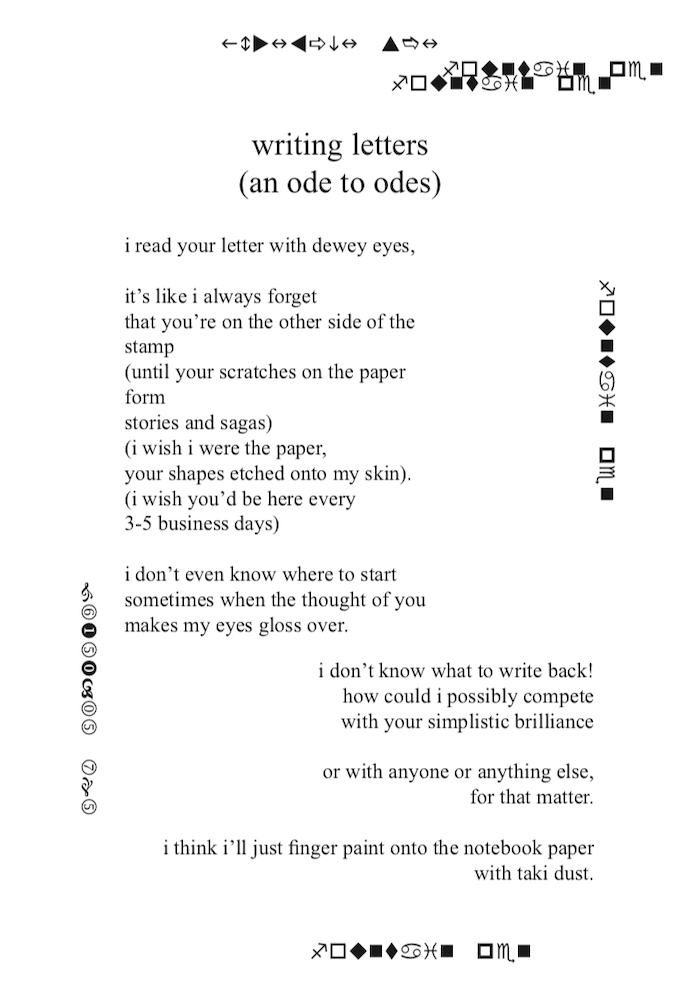 writing letters
(an ode to odes)
i read your letter with dewey eyes,
it's like i always forget
that you're on the other side of the
stamp
(until your scratches on the paper
form
stories and sagas)
(i wish i were the paper,
your shapes etched onto my skin).
(i wish you'd be here every
3-5 business days)
i don't even know where to start
sometimes when the thought of you
makes my eyes gloss over.
i don't know what to write back!
how could i possibly compete
with your simplistic brilliance
or with anyone or anything else,
for that matter.
i think i'll just finger paint onto the notebook paper
with taki dust.